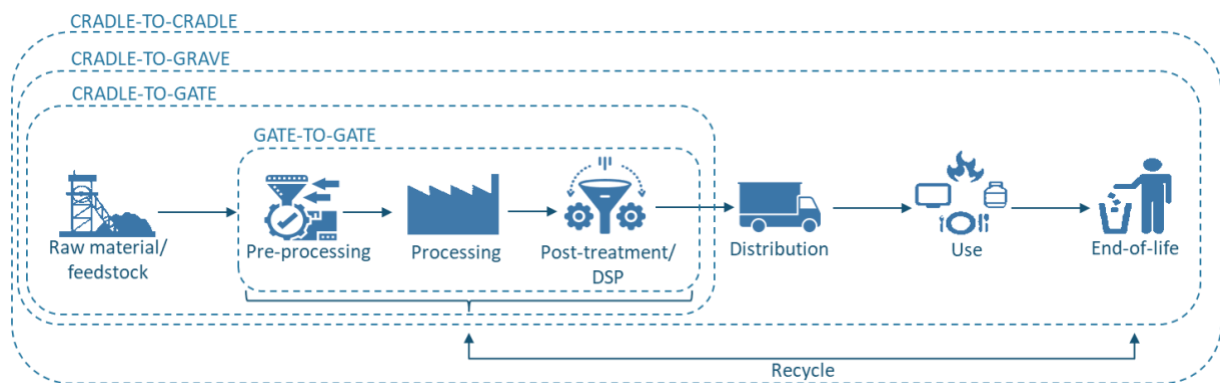 CRADLE-TO-CRADLE
CRADLE-TO-GRAVE
CRADLE-TO-GATE
GATE-TO-GATE
Raw material/
feedstock
Pre-processing
Processing
Post-treatment/
DSP
Distribution
Use
End-of-life
Recycle